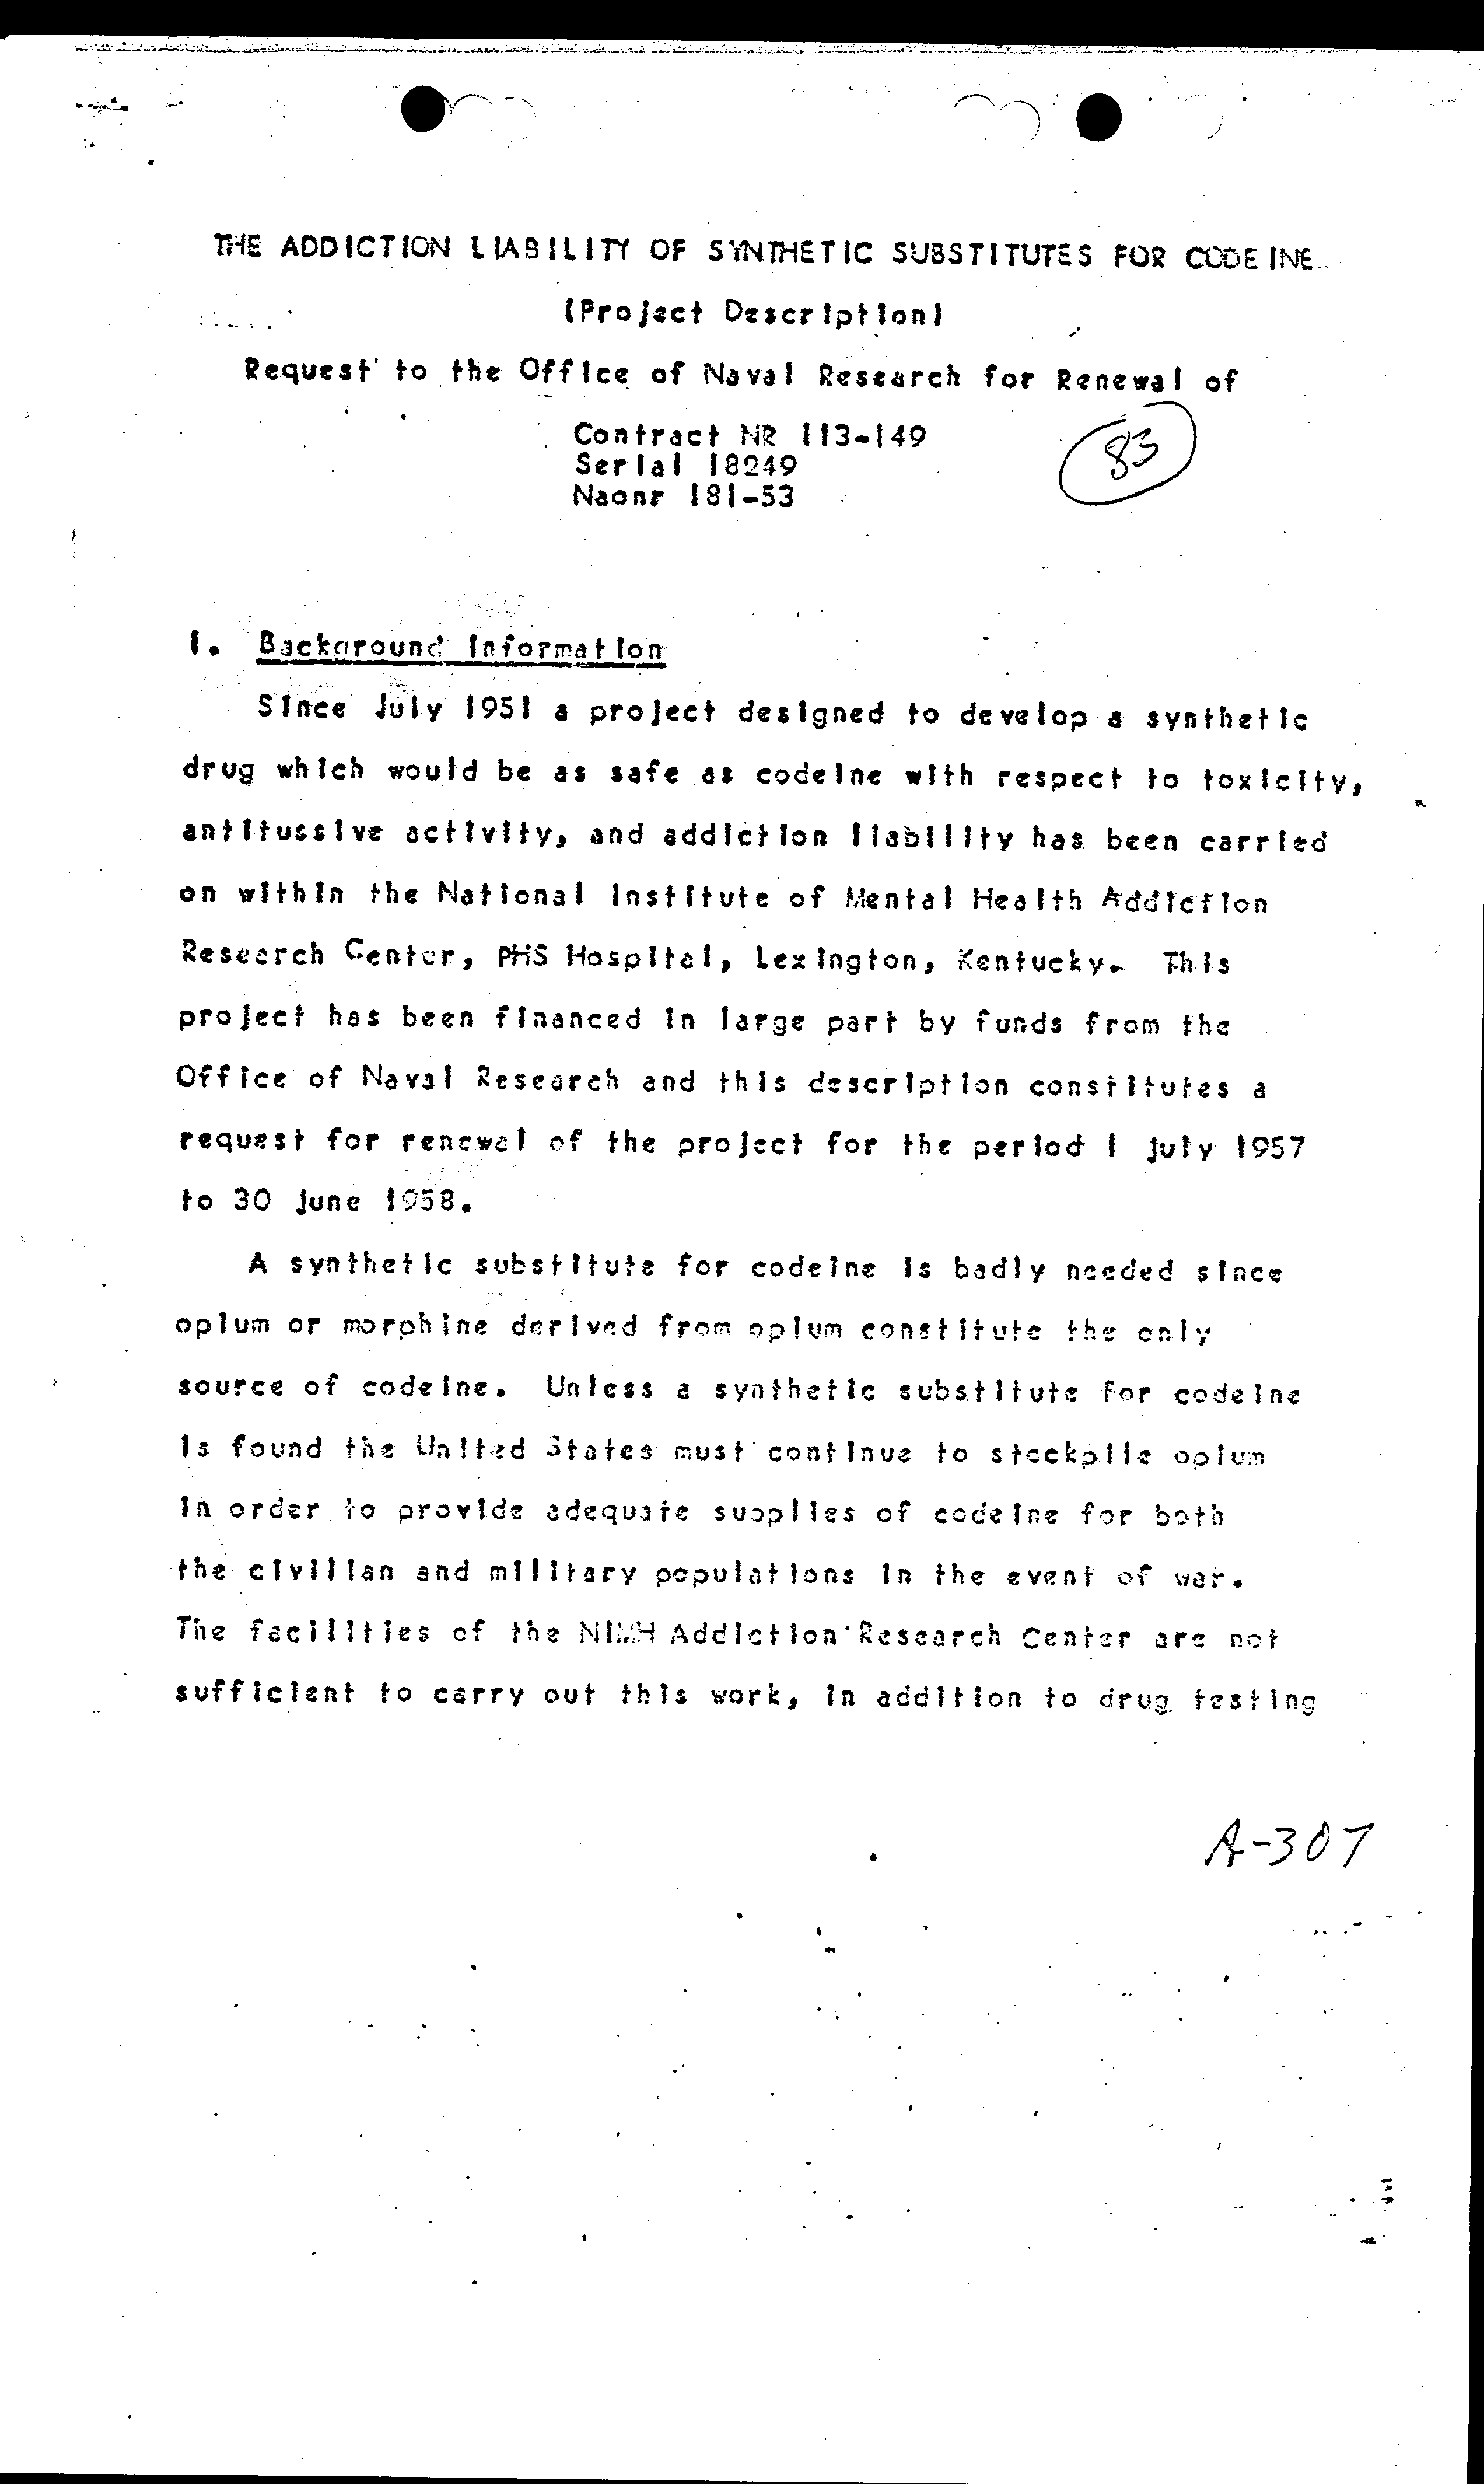 THE ADDICTION LIABILITY OF SYNTHETIC SUBSTITUTES FOR CODEINE
(Project Description)
Request to the Office of Naval Research for Renewal of
Contract NR 113-149
Serial 18249
Naonr 181-53
83
1. Background Information
Since July 1951 a project designed to develop a synthetic
drug which would be as safe as codeine with respect to toxicity,
antitussive activity, and addiction liability has been carried
on within the National Institute of Mental Health Addiction
Research Center, PHS Hospital, Lexington, Kentucky. This
project has been financed in large part by funds from the
Office of Naval Research and this description constitutes a
request for renewal of the project for the period 1 July 1957
to 30 June 1958.
A synthetic substitute for codeine is badly needed since
opium or morphine derived from opium constitute the only
source of codeine. Unless a synthetic substitute for codeine
is found the United States must continue to stockpile opium
in order to provide adequate supplies of codeine for both
the civilian and military populations in the event of war.
The facilities of the NIMH Addiction Research Center are not
sufficient to carry out this work, in addition to drug testing
A-307